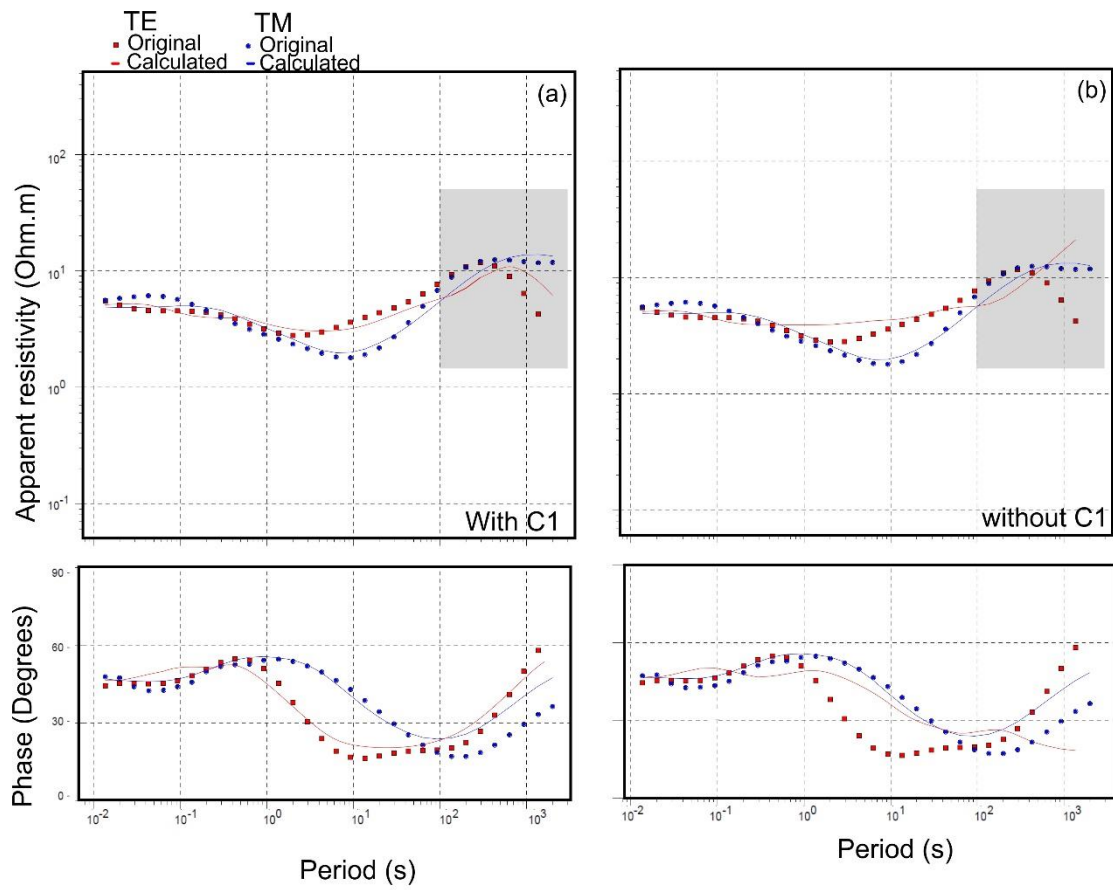 TE TM
Original Original
Calculated Calculated
(a) (b)
Apparent resistivity (Ohm.m)
10²
10¹
10⁰
10⁻¹
With C1 without C1
Phase (Degrees)
90
60
30
0
10⁻² 10⁻¹ 10⁰ 10¹ 10² 10³
10⁻² 10⁻¹ 10⁰ 10¹ 10² 10³
Period (s) Period (s)